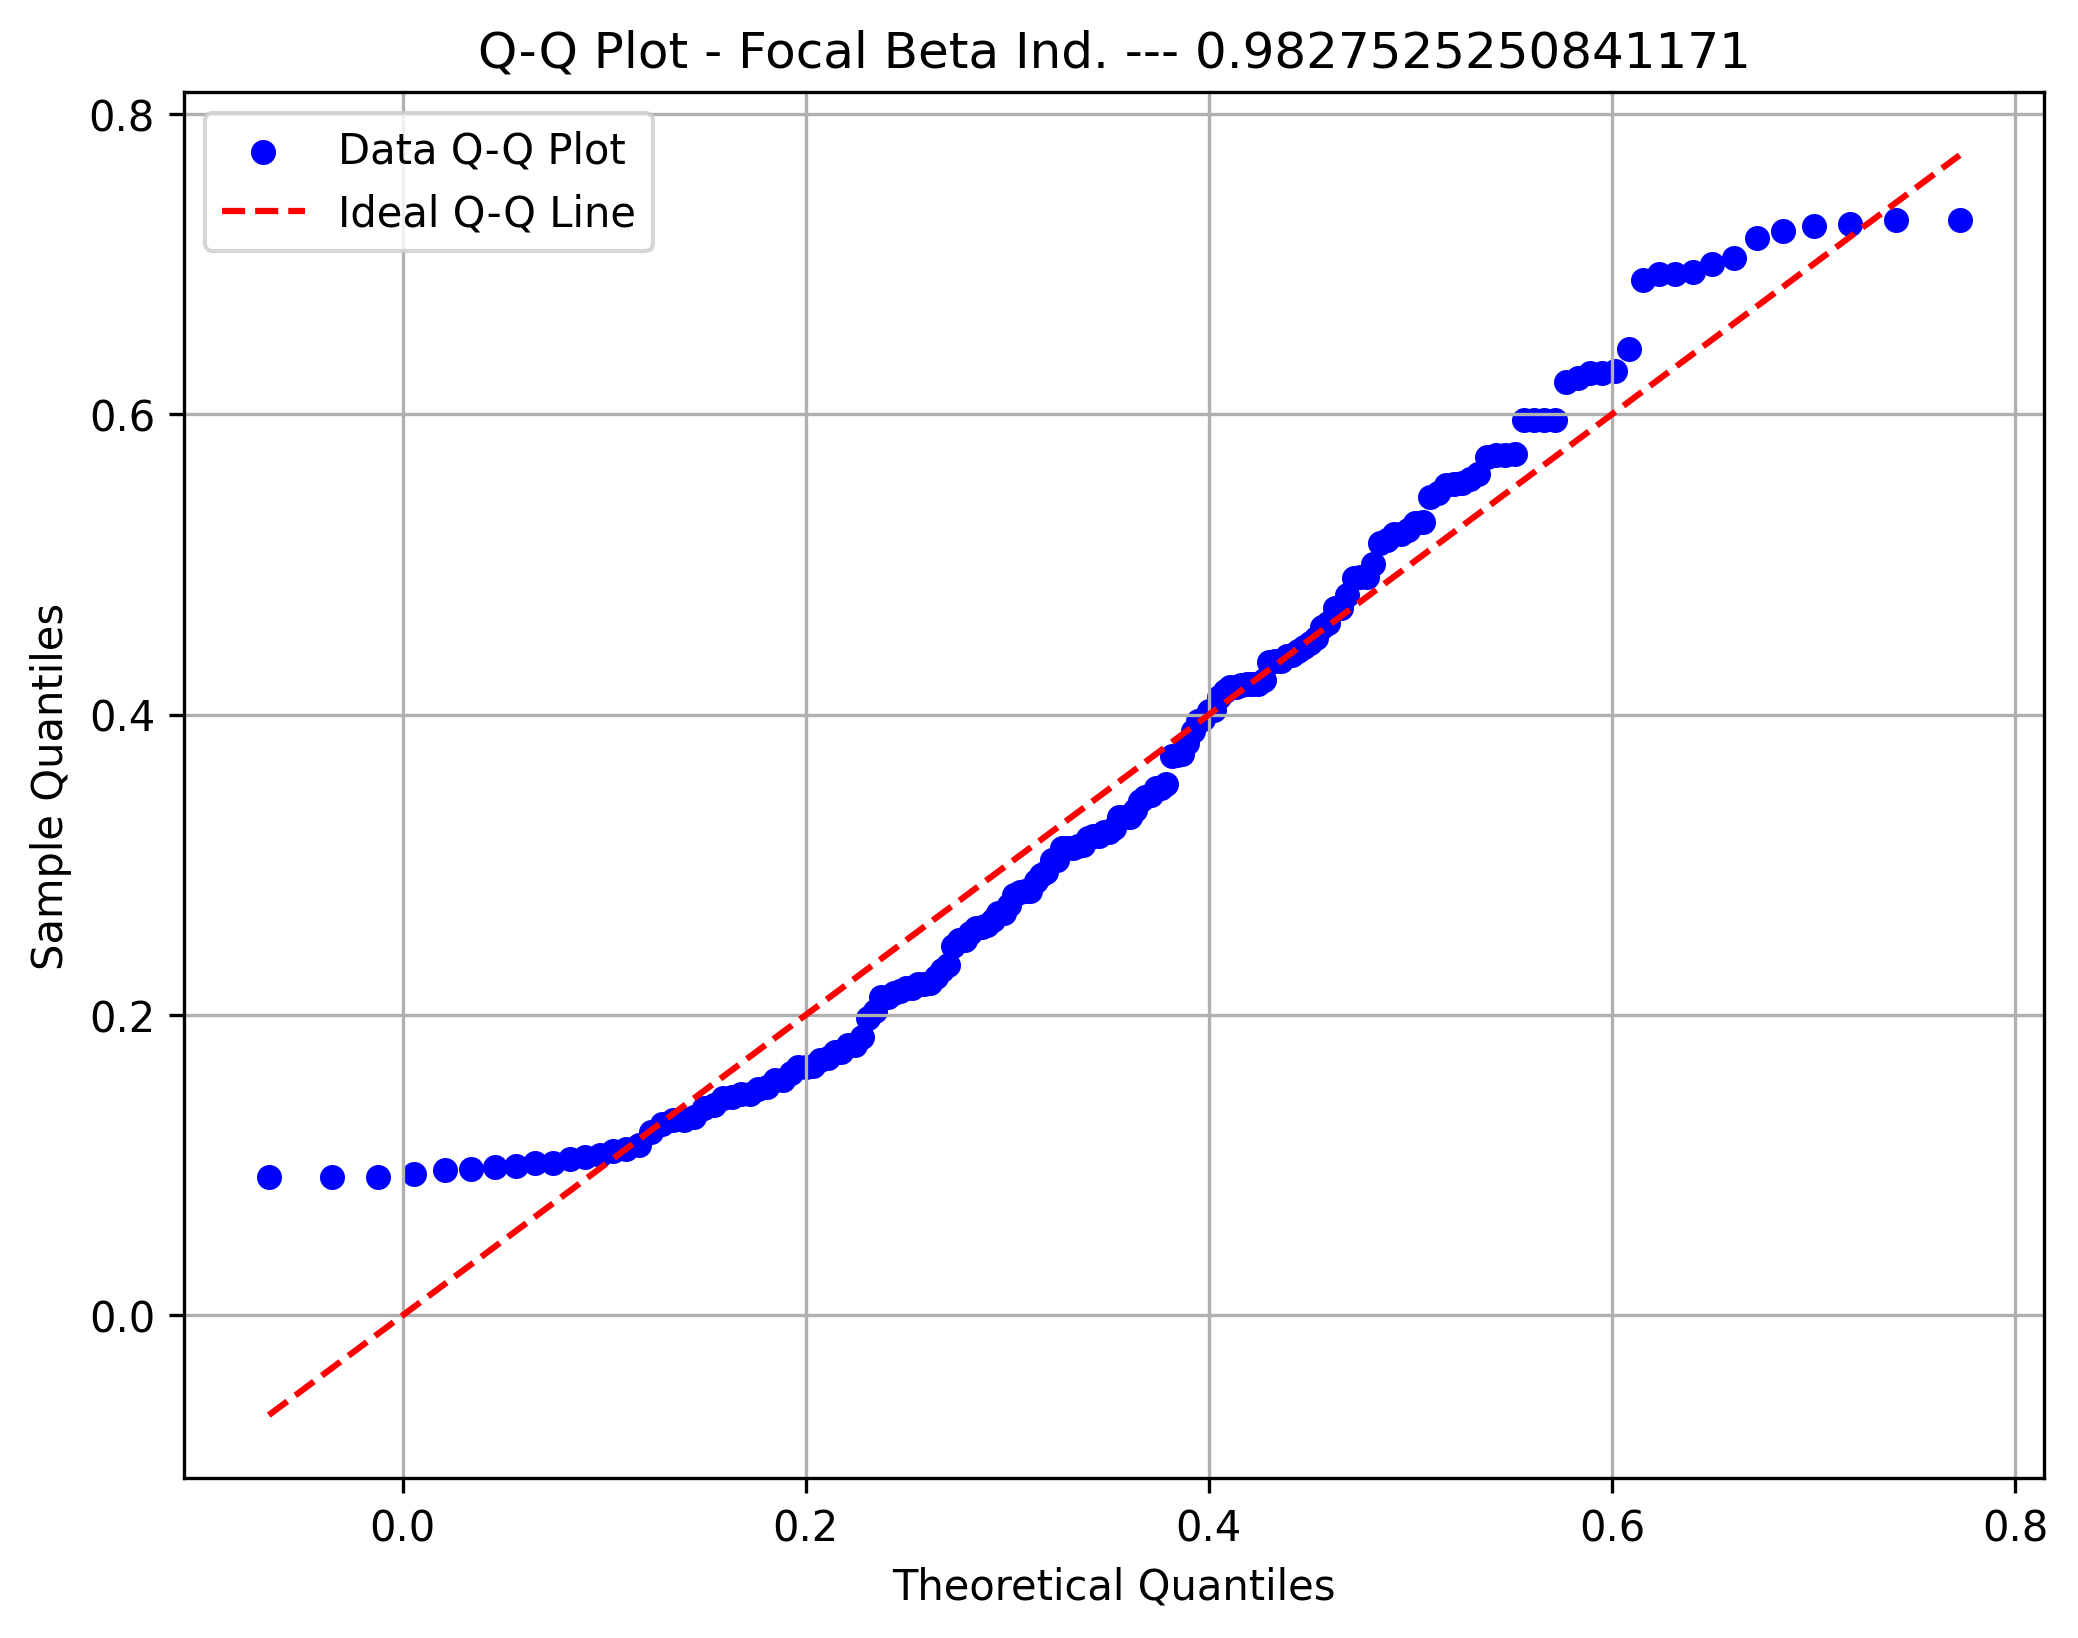 Q-Q Plot - Focal Beta Ind. --- 0.9827525250841171
Data Q-Q Plot
Ideal Q-Q Line
0.8
0.6
0.4
0.2
0.0
Sample Quantiles
0.0 0.2 0.4 0.6 0.8
Theoretical Quantiles